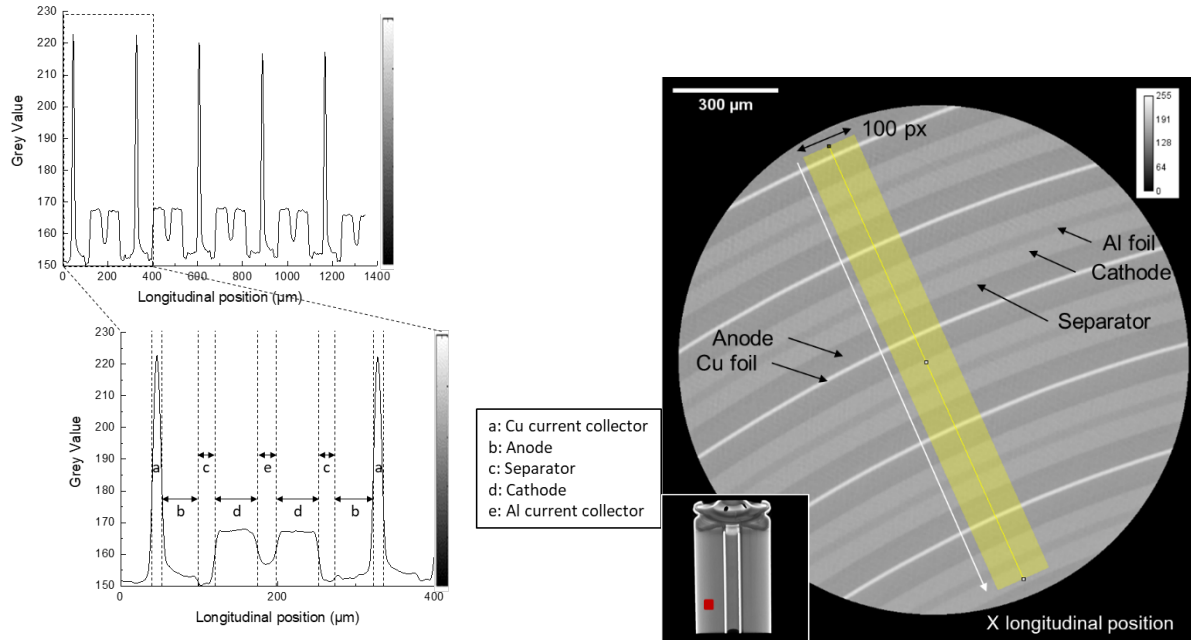 230
220
210
200
190
180
170
160
150
Grey Value
0 200 400 600 800 1000 1200 1400
Longitudinal position (µm)
230
220
210
200
190
180
170
160
150
Grey Value
a c e c a
b d d b
0 200 400
Longitudinal position (µm)
a: Cu current collector
b: Anode
c: Separator
d: Cathode
e: Al current collector
300 µm
255
191
128
64
0
100 px
Al foil
Cathode
Separator
Anode
Cu foil
X longitudinal position